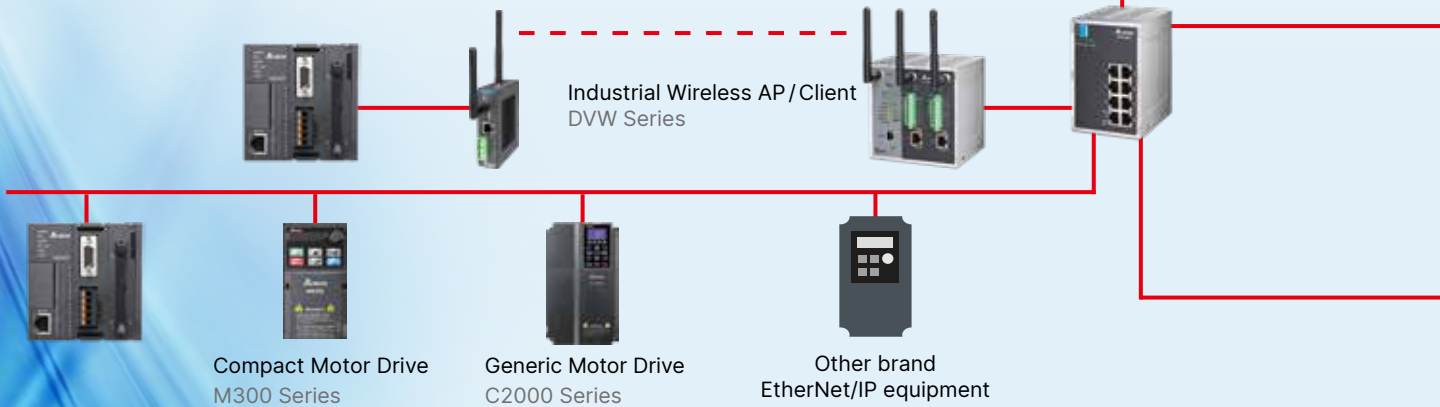 Industrial Wireless AP / Client
DVW Series
Compact Motor Drive
M300 Series
Generic Motor Drive
C2000 Series
Other brand
EtherNet/IP equipment